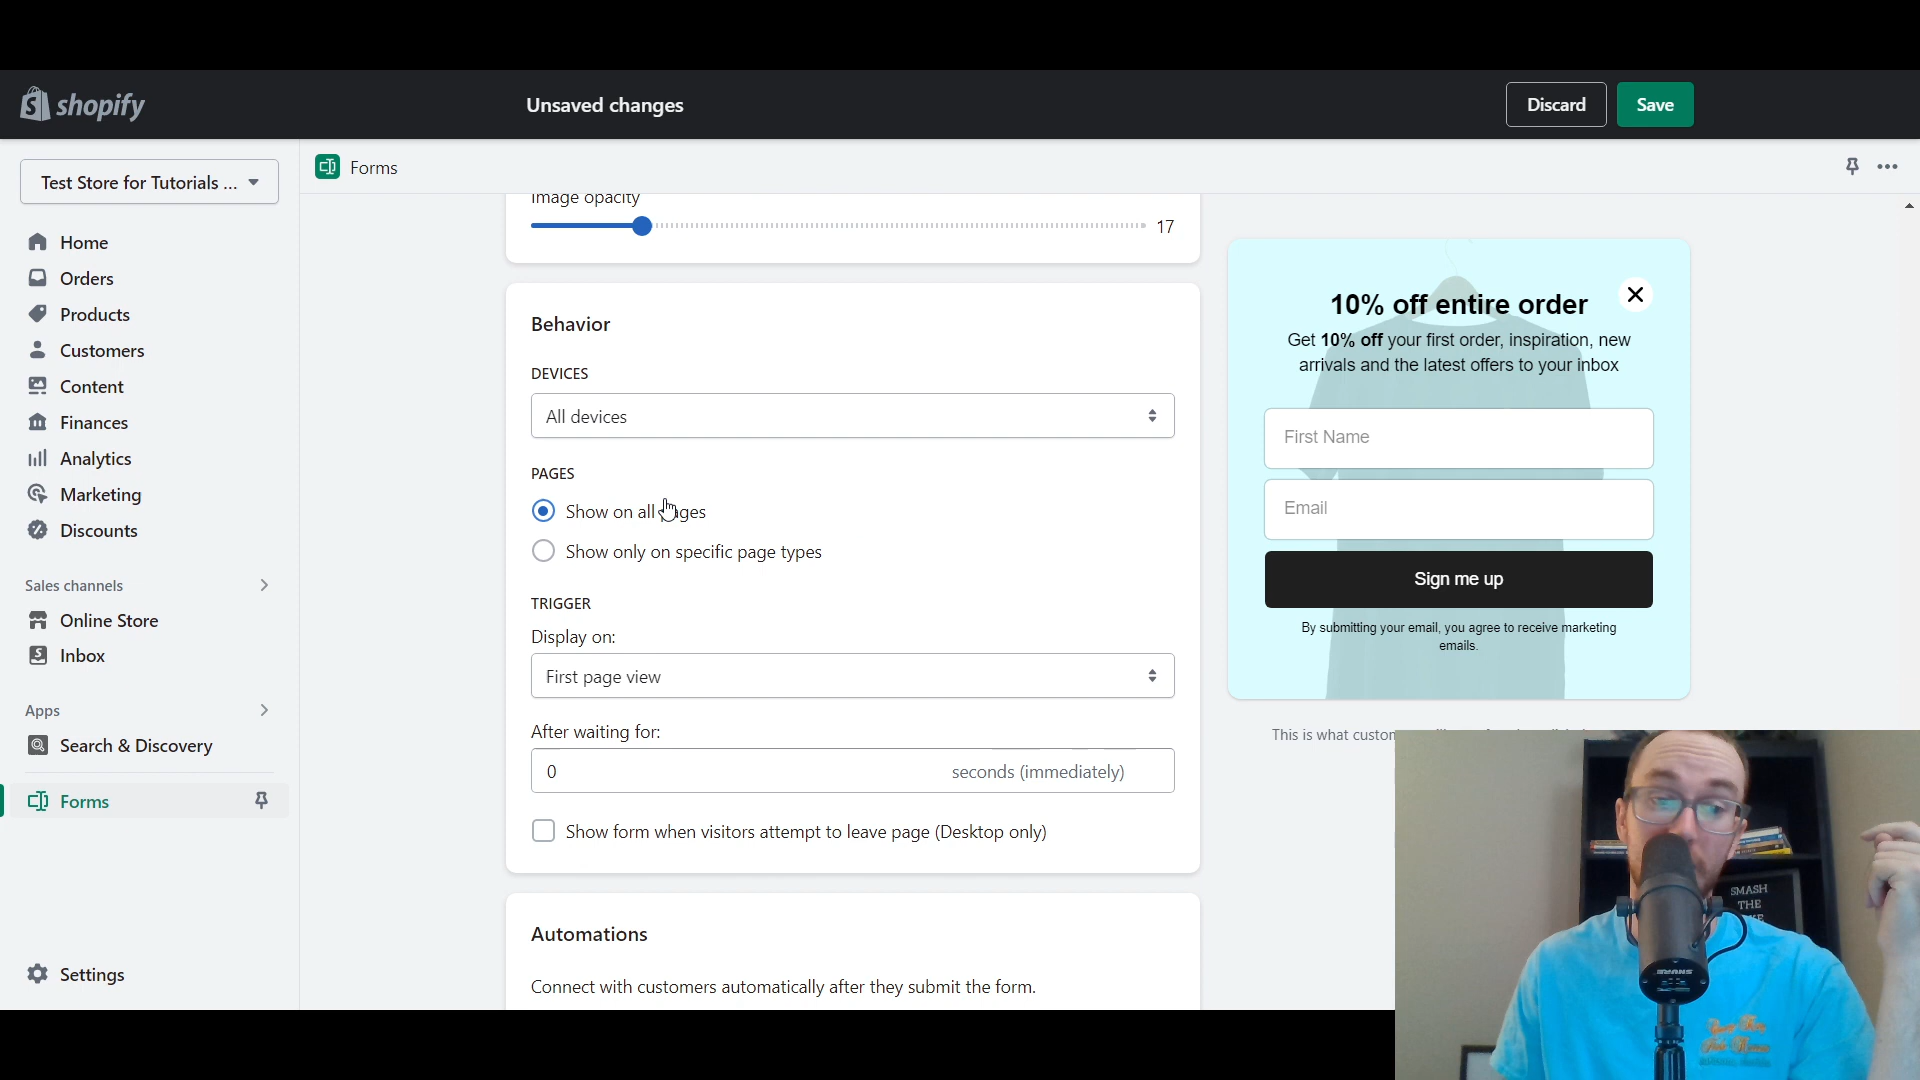 shopify
Unsaved changes
Discard
Save
Test Store for Tutorials ...
Forms
Home
Orders
Products
Customers
Content
Finances
Analytics
Marketing
Discounts
Sales channels
Online Store
Inbox
Apps
Search & Discovery
Forms
Settings
Image opacity
17
Behavior
DEVICES
All devices
PAGES
Show on all pages
Show only on specific page types
TRIGGER
Display on:
First page view
After waiting for:
0 seconds (immediately)
Show form when visitors attempt to leave page (Desktop only)
Automations
Connect with customers automatically after they submit the form.
10% off entire order
Get 10% off your first order, inspiration, new
arrivals and the latest offers to your inbox
First Name
Email
Sign me up
By submitting your email, you agree to receive marketing
emails.
This is what
SMASH
THE
SHURE